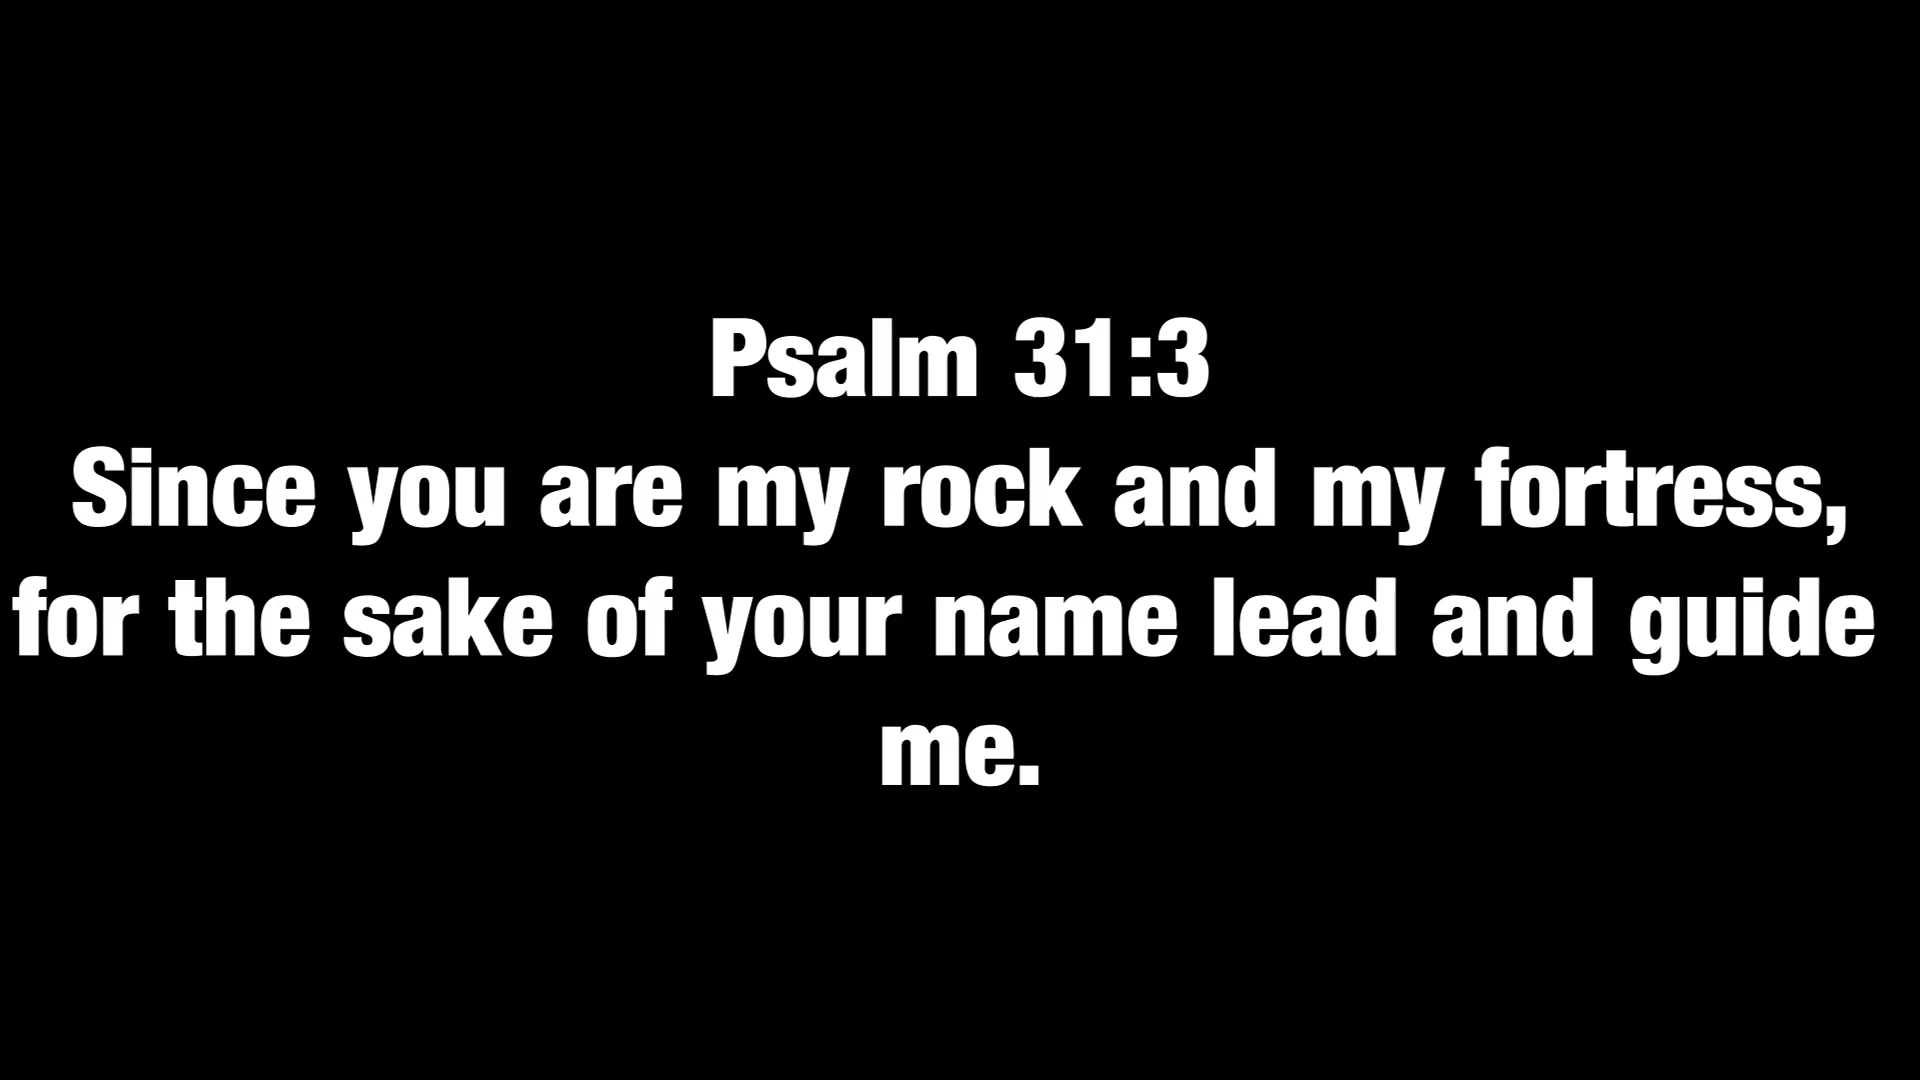 Psalm 31:3
Since you are my rock and my fortress,
for the sake of your name lead and guide
me.